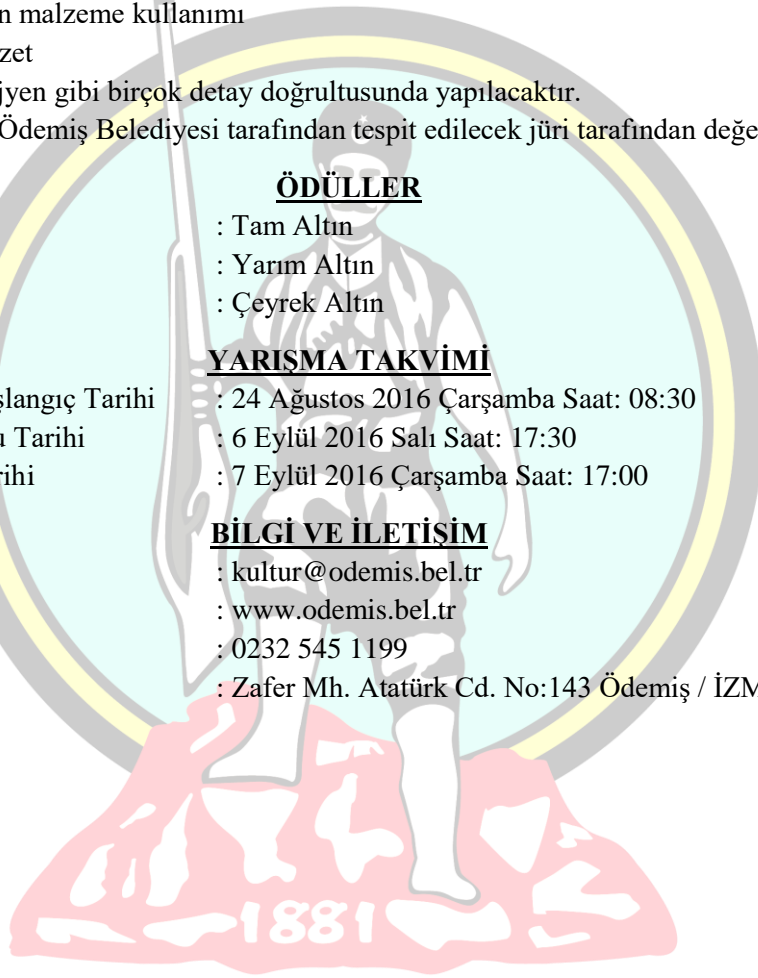 n malzeme kullanımı
zet
jyen gibi birçok detay doğrultusunda yapılacaktır.
Ödemiş Belediyesi tarafından tespit edilecek jüri tarafından değe
ÖDÜLLER
: Tam Altın
: Yarım Altın
: Çeyrek Altın
YARIŞMA TAKVİMİ
şlangıç Tarihi : 24 Ağustos 2016 Çarşamba Saat: 08:30
u Tarihi : 6 Eylül 2016 Salı Saat: 17:30
rihi : 7 Eylül 2016 Çarşamba Saat: 17:00
BİLGİ VE İLETİŞİM
: kultur@odemis.bel.tr
: www.odemis.bel.tr
: 0232 545 1199
: Zafer Mh. Atatürk Cd. No:143 Ödemiş / İZM
1881